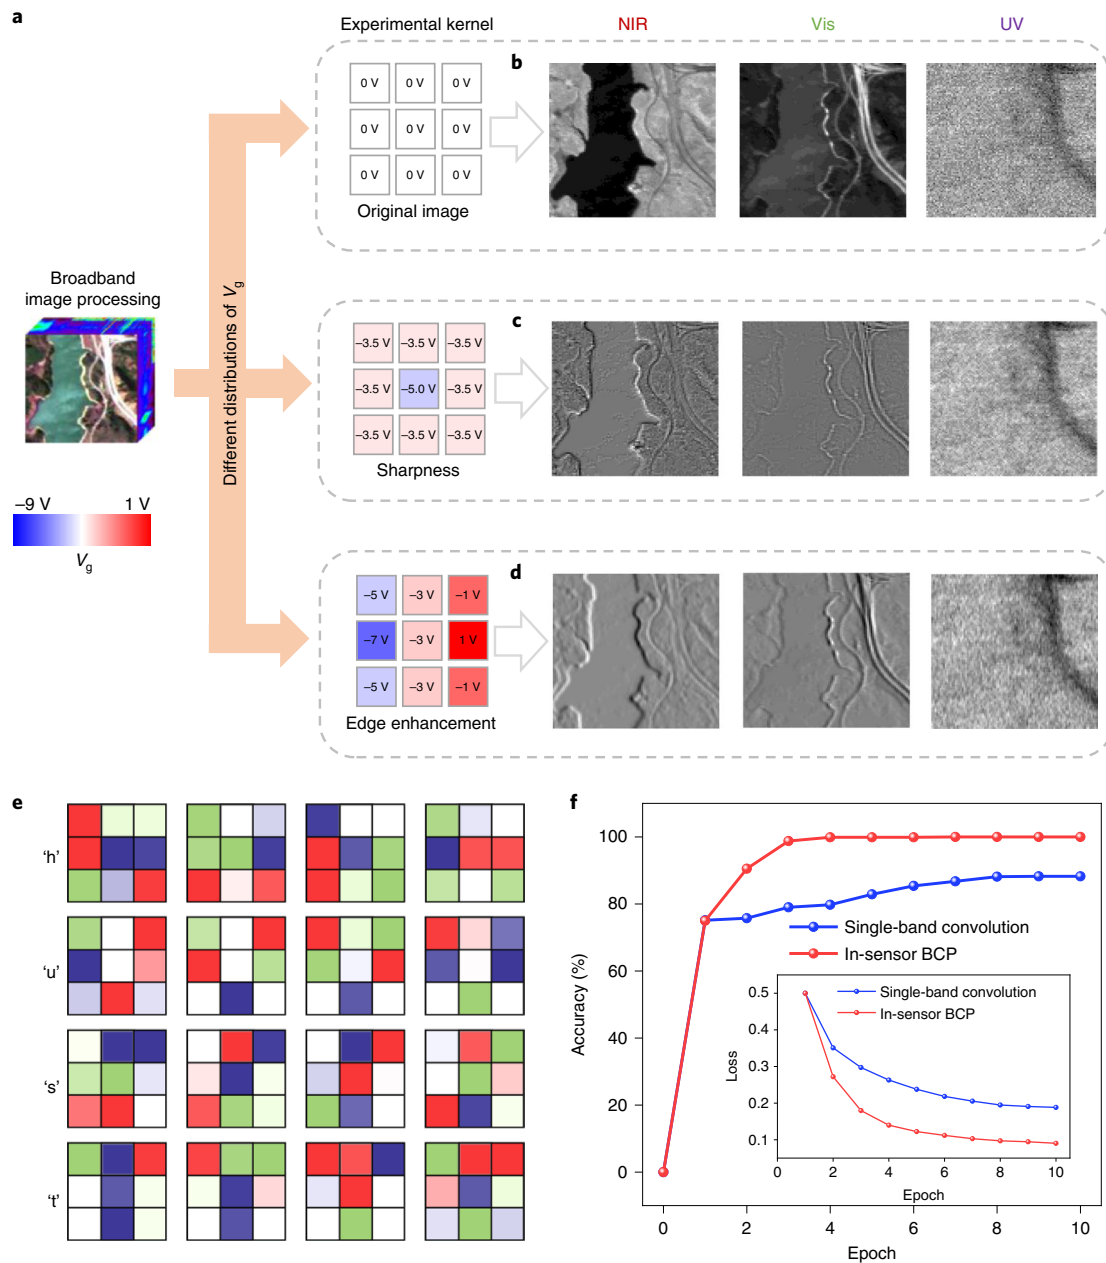 a
Experimental kernel
NIR
Vis
UV
b
0 V 0 V 0 V
0 V 0 V 0 V
0 V 0 V 0 V
Original image
Broadband
image processing
Different distributions of Vg
−9 V 1 V
Vg
c
−3.5 V −3.5 V −3.5 V
−3.5 V −5.0 V −3.5 V
−3.5 V −3.5 V −3.5 V
Sharpness
d
−5 V −3 V −1 V
−7 V −3 V 1 V
−5 V −3 V −1 V
Edge enhancement
e
'h'
'u'
's'
't'
f
100
80
60
40
20
0
Accuracy (%)
Single-band convolution
In-sensor BCP
0.5
0.4
0.3
0.2
0.1
Loss
Single-band convolution
In-sensor BCP
0 2 4 6 8 10
Epoch
0 2 4 6 8 10
Epoch